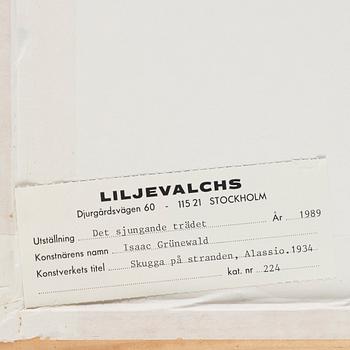 LILJEVALCHS
Djurgårdsvägen 60 - 115 21 STOCKHOLM
Utställning Det sjungande trädet År 1989
Konstnärens namn Isaac Grünewald
Konstverkets titel Skugga på stranden, Alassio.1934
kat. nr 224